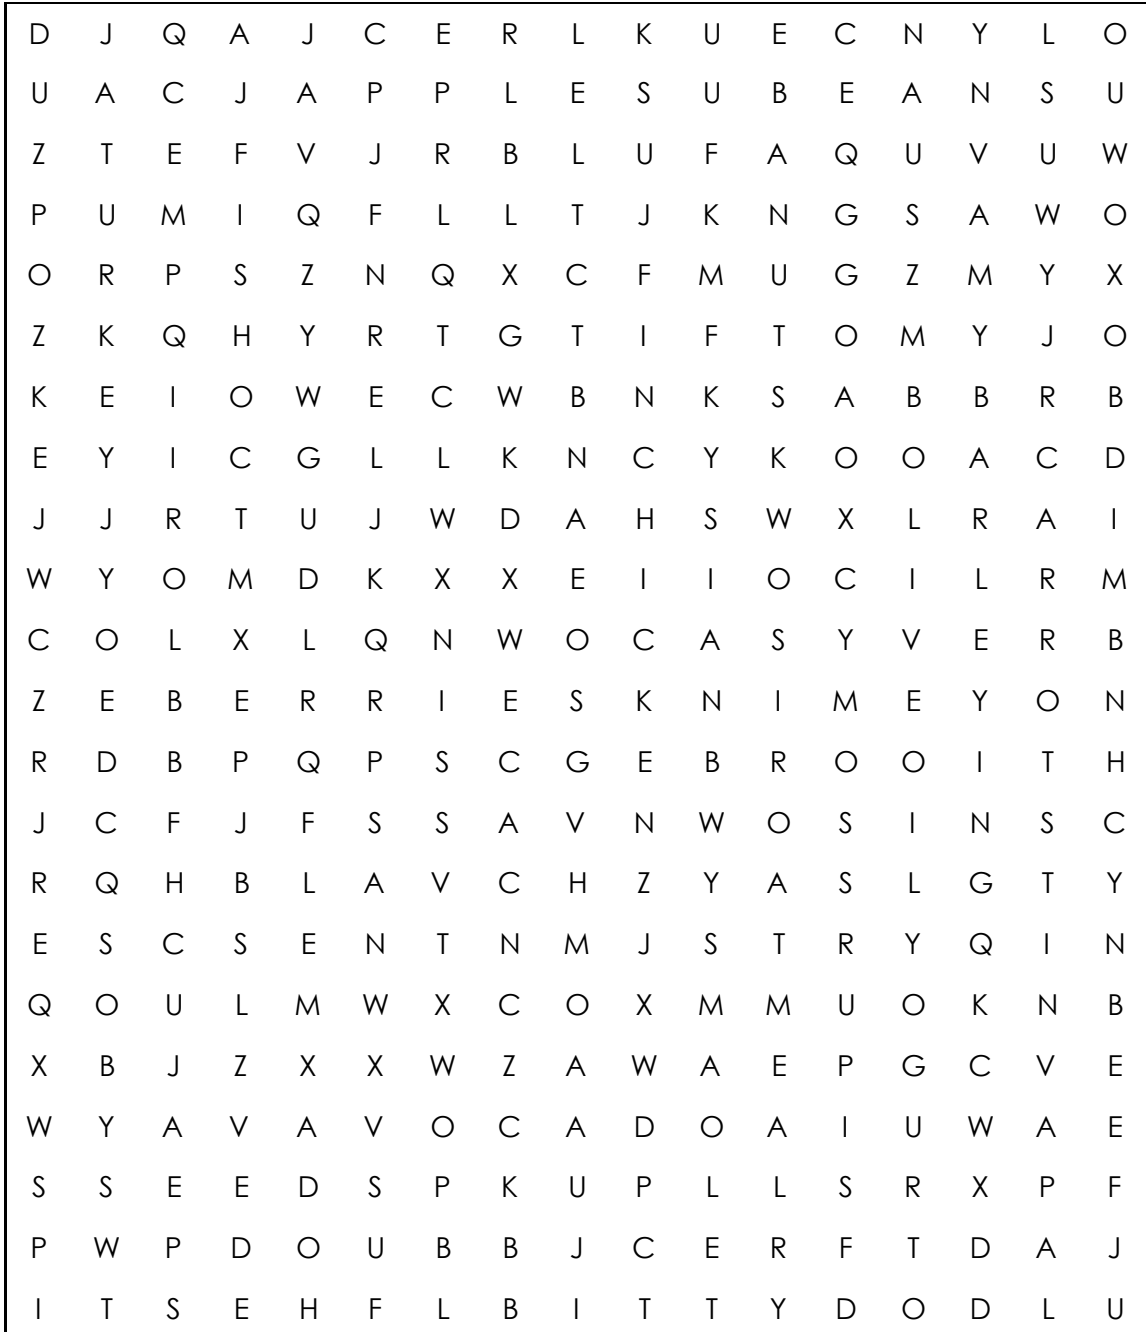 D J Q A J C E R L K U E C N Y L O
U A C J A P P L E S U B E A N S U
Z T E F V J R B L U F A Q U V U W
P U M I Q F L L T J K N G S A W O
O R P S Z N Q X C F M U G Z M Y X
Z K Q H Y R T G T I F T O M Y J O
K E I O W E C W B N K S A B B R B
E Y I C G L L K N C Y K O O A C D
J J R T U J W D A H S W X L R A I
W Y O M D K X X E I I O C I L R M
C O L X L Q N W O C A S Y V E R B
Z E B E R R I E S K N I M E Y O N
R D B P Q P S C G E B R O O I T H
J C F J F S S A V N W O S I N S C
R Q H B L A V C H Z Y A S L G T Y
E S C S E N T N M J S T R Y Q I N
Q O U L M W X C O X M M U O K N B
X B J Z X X W Z A W A E P G C V E
W Y A V A V O C A D O A I U W A E
S S E E D S P K U P L L S R X P F
P W P D O U B B J C E R F T D A J
I T S E H F L B I T T Y D O D L U